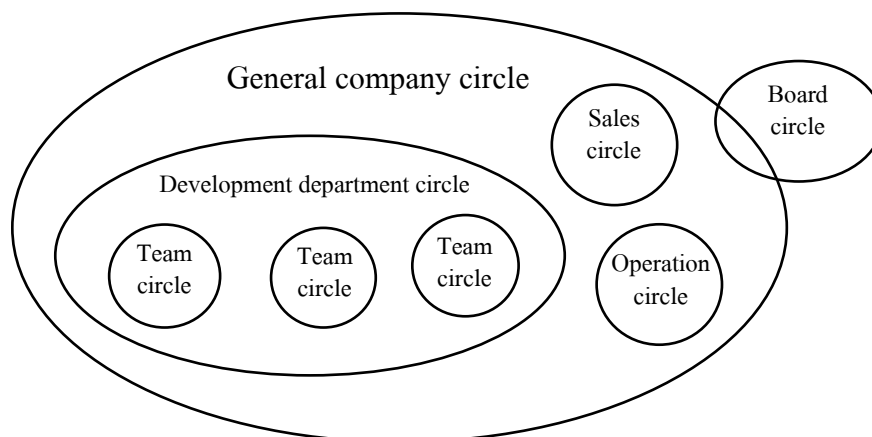 General company circle
Board
circle
Sales
circle
Development department circle
Team
circle
Team
circle
Team
circle
Operation
circle